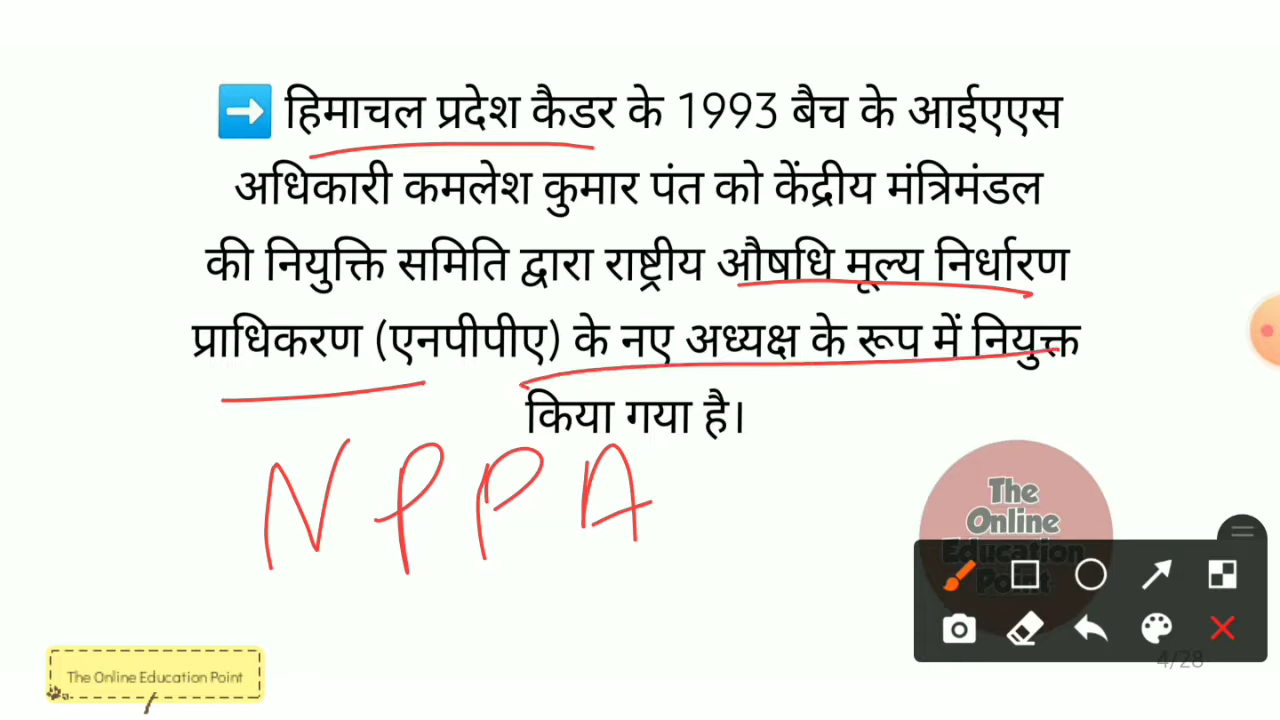 ➡️ हिमाचल प्रदेश कैडर के 1993 बैच के आईएएस
अधिकारी कमलेश कुमार पंत को केंद्रीय मंत्रिमंडल
की नियुक्ति समिति द्वारा राष्ट्रीय औषधि मूल्य निर्धारण
प्राधिकरण (एनपीपीए) के नए अध्यक्ष के रूप में नियुक्त
किया गया है।
NPPA
The
Online
Education
Point
4/28
The Online Education Point